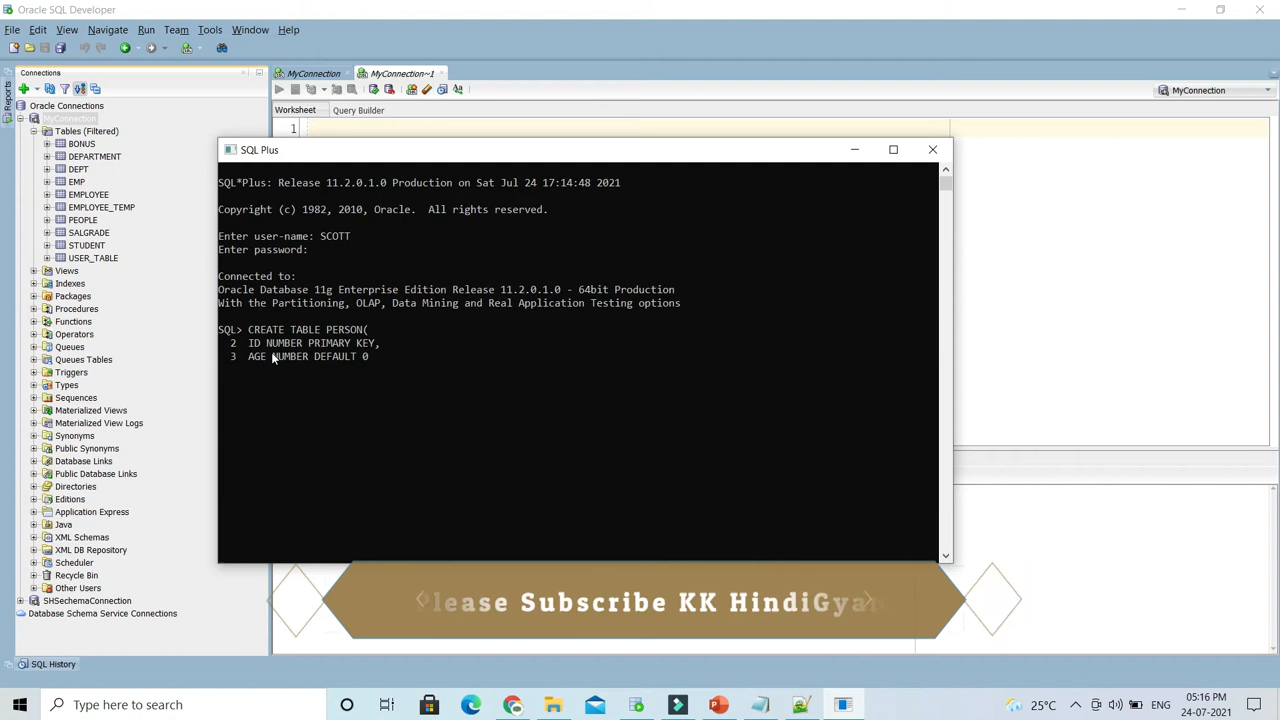 Oracle SQL Developer
File Edit View Navigate Run Team Tools Window Help
Connections
MyConnection
MyConnection~1
Reports
MyConnection
Worksheet
Query Builder
1
Oracle Connections
MyConnection
Tables (Filtered)
BONUS
DEPARTMENT
DEPT
EMP
EMPLOYEE
EMPLOYEE_TEMP
PEOPLE
SALGRADE
STUDENT
USER_TABLE
Views
Indexes
Packages
Procedures
Functions
Operators
Queues
Queues Tables
Triggers
Types
Sequences
Materialized Views
Materialized View Logs
Synonyms
Public Synonyms
Database Links
Public Database Links
Directories
Editions
Application Express
Java
XML Schemas
XML DB Repository
Scheduler
Recycle Bin
Other Users
SHSechemaConnection
Database Schema Service Connections
SQL History
SQL Plus
SQL*Plus: Release 11.2.0.1.0 Production on Sat Jul 24 17:14:48 2021
Copyright (c) 1982, 2010, Oracle.  All rights reserved.
Enter user-name: SCOTT
Enter password:
Connected to:
Oracle Database 11g Enterprise Edition Release 11.2.0.1.0 - 64bit Production
With the Partitioning, OLAP, Data Mining and Real Application Testing options
SQL> CREATE TABLE PERSON(
2  ID NUMBER PRIMARY KEY,
3  AGE NUMBER DEFAULT 0
Please Subscribe KK HindiGyan
Type here to search
25°C
ENG
05:16 PM
24-07-2021